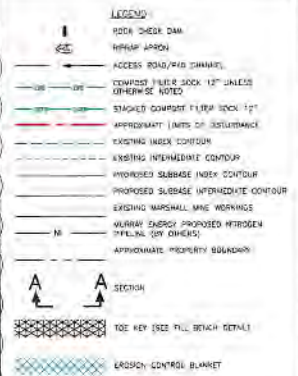 LEGEND
ROCK CHECK DAM
RIPRAP APRON
ACCESS ROAD/PAD CHANNEL
COMPOST FILTER SOCK 12" UNLESS
OTHERWISE NOTED
STACKED COMPOST FILTER SOCK 12"
APPROXIMATE LIMITS OF DISTURBANCE
EXISTING INDEX CONTOUR
EXISTING INTERMEDIATE CONTOUR
PROPOSED SUBBASE INDEX CONTOUR
PROPOSED SUBBASE INTERMEDIATE CONTOUR
EXISTING MARSHALL MINE WORKINGS
NI
MURRAY ENERGY PROPOSED NITROGEN
PIPELINE (BY OTHERS)
APPROXIMATE PROPERTY BOUNDARY
A A
SECTION
TOE KEY (SEE FILL BENCH DETAIL)
EROSION CONTROL BLANKET